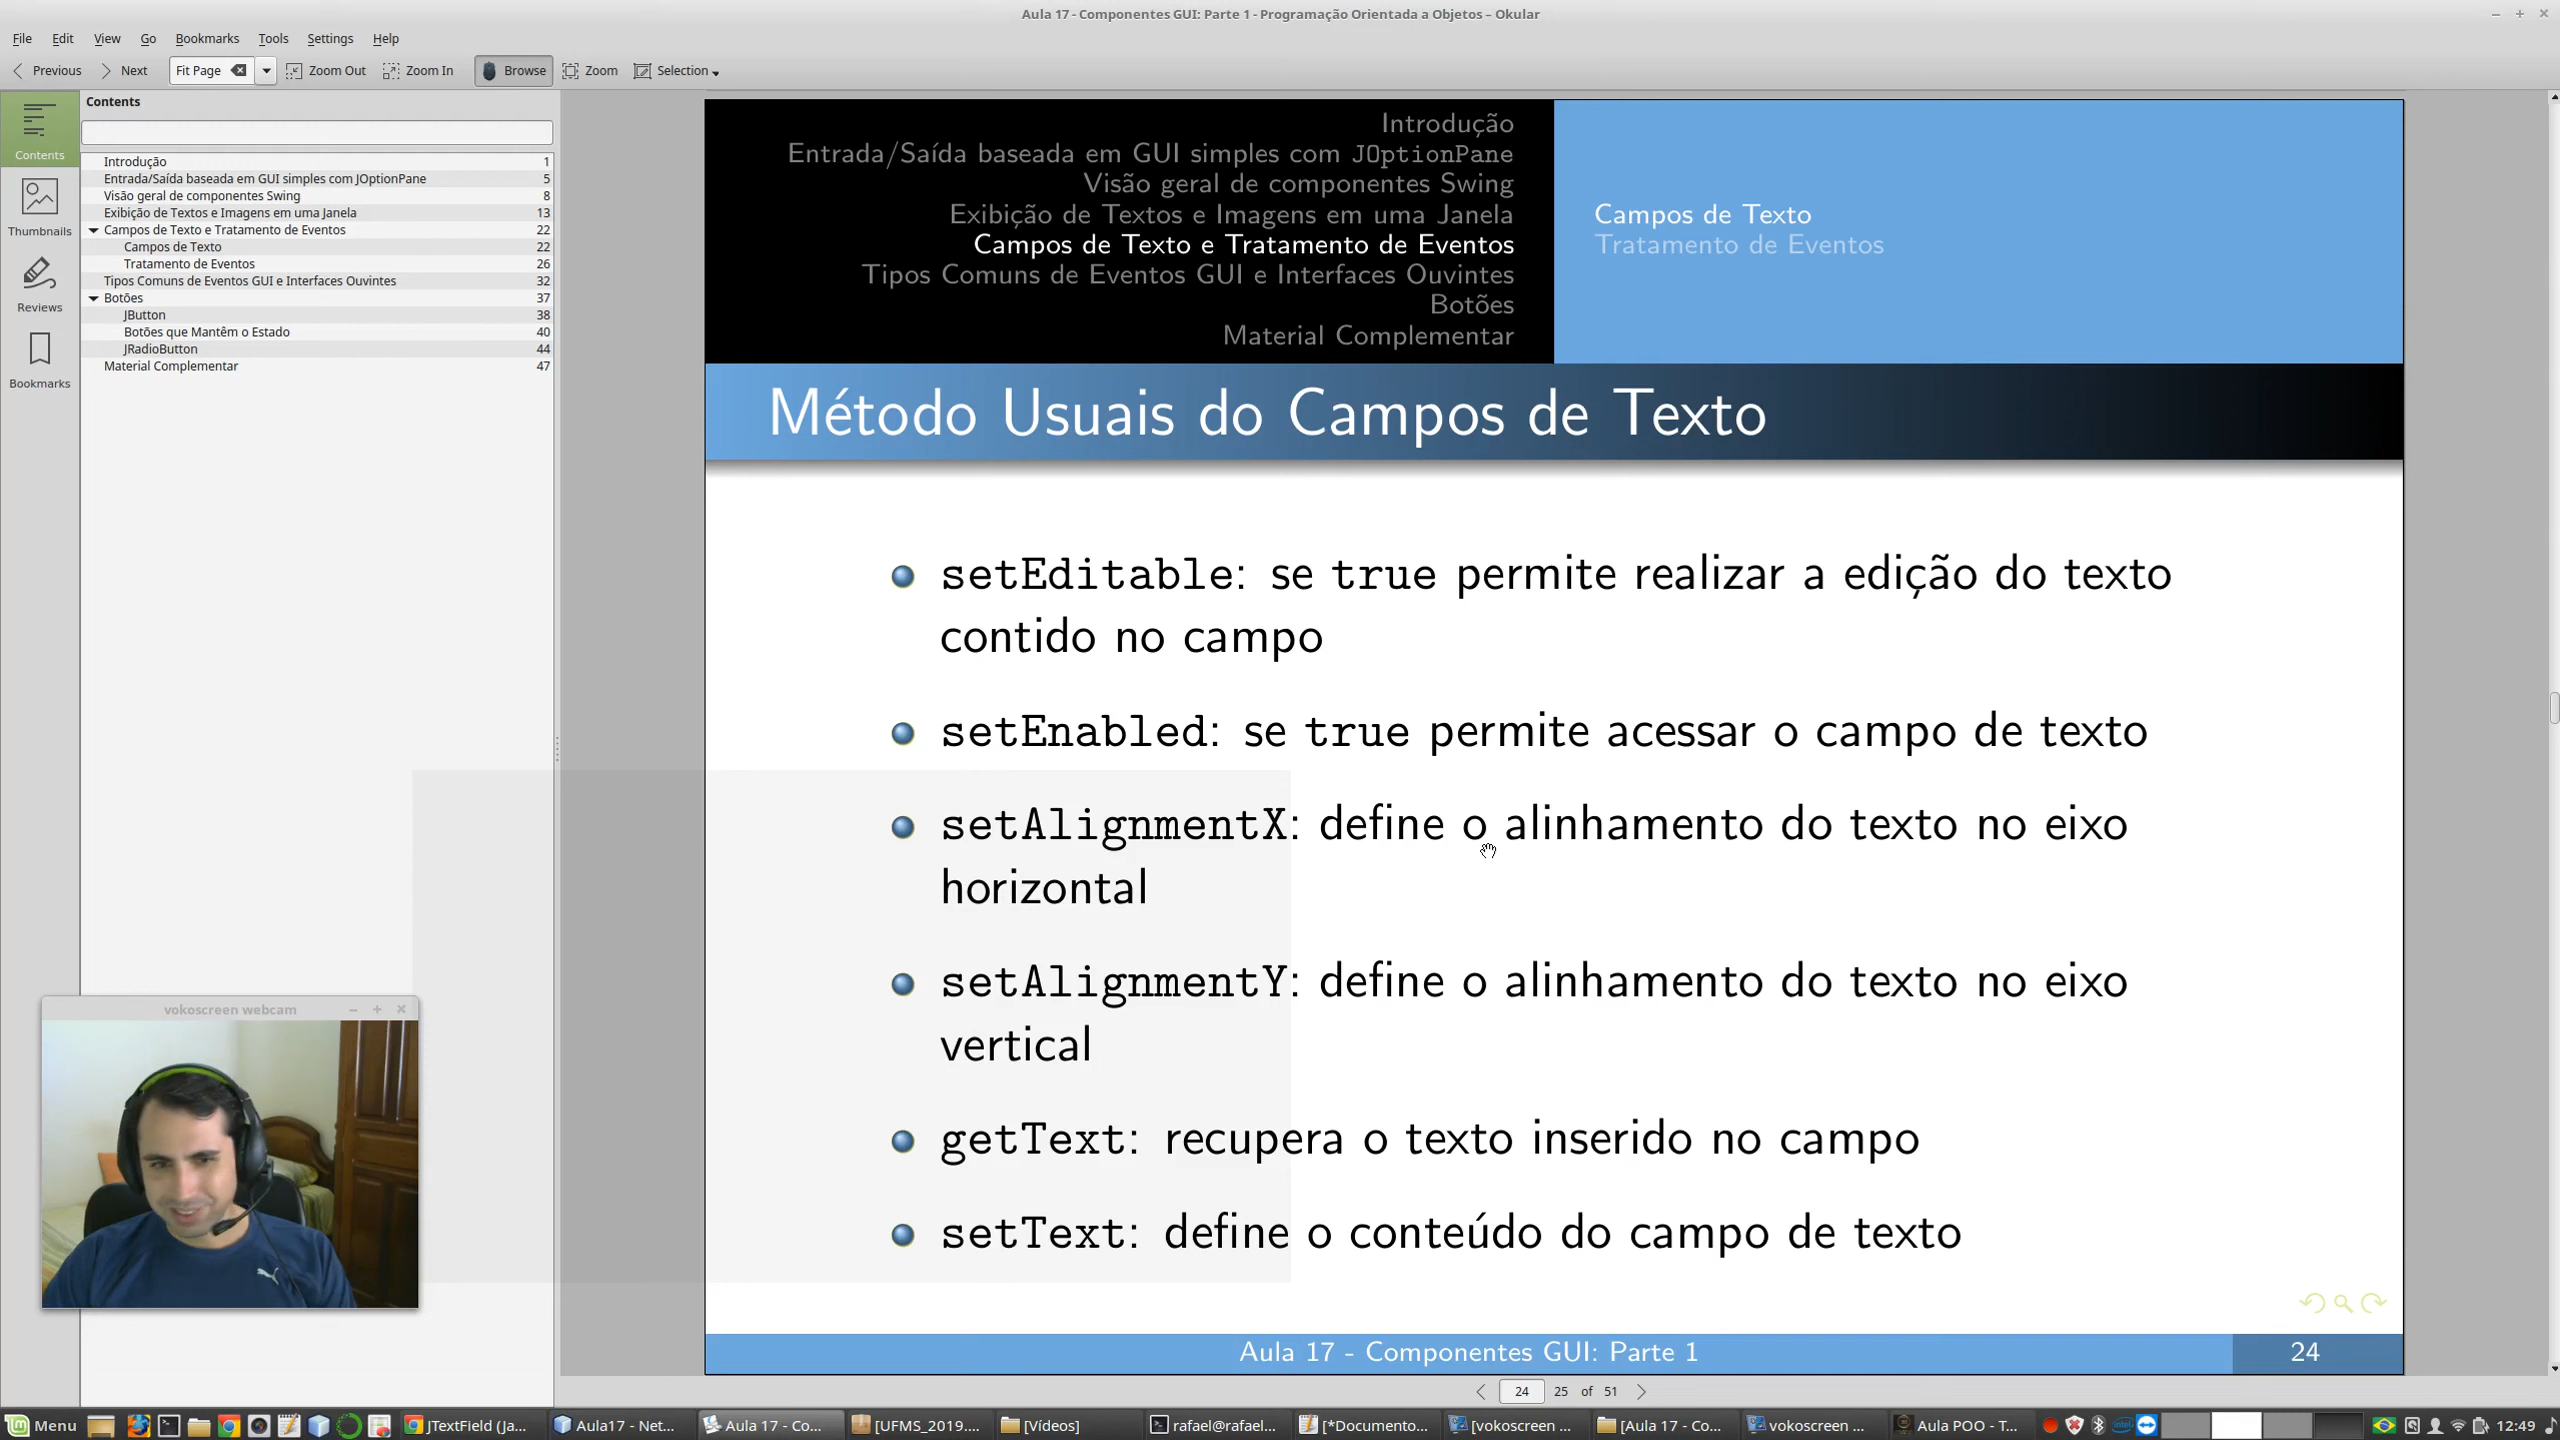 Aula 17 - Componentes GUI: Parte 1 - Programação Orientada a Objetos – Okular
File Edit View Go Bookmarks Tools Settings Help
Previous Next Fit Page Zoom Out Zoom In Browse Zoom Selection
Contents
Contents
Thumbnails
Reviews
Bookmarks
Introdução 1
Entrada/Saída baseada em GUI simples com JOptionPane 5
Visão geral de componentes Swing 8
Exibição de Textos e Imagens em uma Janela 13
Campos de Texto e Tratamento de Eventos 22
Campos de Texto 22
Tratamento de Eventos 26
Tipos Comuns de Eventos GUI e Interfaces Ouvintes 32
Botões 37
JButton 38
Botões que Mantêm o Estado 40
JRadioButton 44
Material Complementar 47
Introdução
Entrada/Saída baseada em GUI simples com JOptionPane
Visão geral de componentes Swing
Exibição de Textos e Imagens em uma Janela
Campos de Texto e Tratamento de Eventos
Tipos Comuns de Eventos GUI e Interfaces Ouvintes
Botões
Material Complementar
Campos de Texto
Tratamento de Eventos
Método Usuais do Campos de Texto
setEditable: se true permite realizar a edição do texto
contido no campo
setEnabled: se true permite acessar o campo de texto
setAlignmentX: define o alinhamento do texto no eixo
horizontal
setAlignmentY: define o alinhamento do texto no eixo
vertical
getText: recupera o texto inserido no campo
setText: define o conteúdo do campo de texto
Aula 17 - Componentes GUI: Parte 1 24
vokoscreen webcam
24 25 of 51
Menu JTextField (Ja... Aula17 - Net... Aula 17 - Co... [UFMS_2019.... [Vídeos] rafael@rafael... [*Documento... [vokoscreen ... [Aula 17 - Co... vokoscreen ... Aula POO - T... 12:49